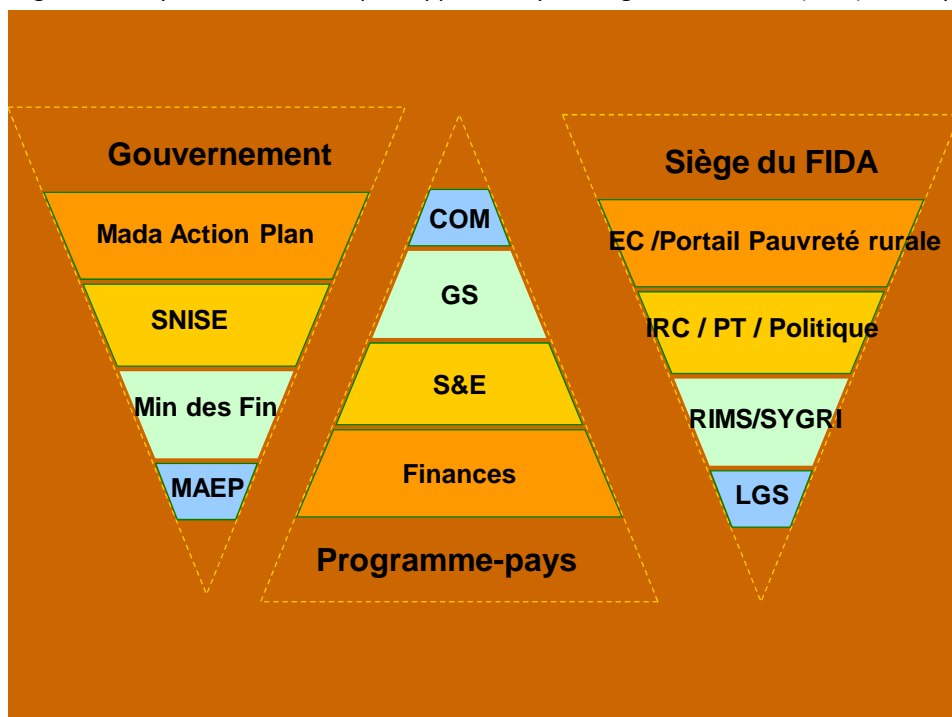 Gouvernement
Mada Action Plan
SNISE
Min des Fin
MAEP
COM
GS
S&E
Finances
Programme-pays
Siège du FIDA
EC /Portail Pauvreté rurale
IRC / PT / Politique
RIMS/SYGRI
LGS